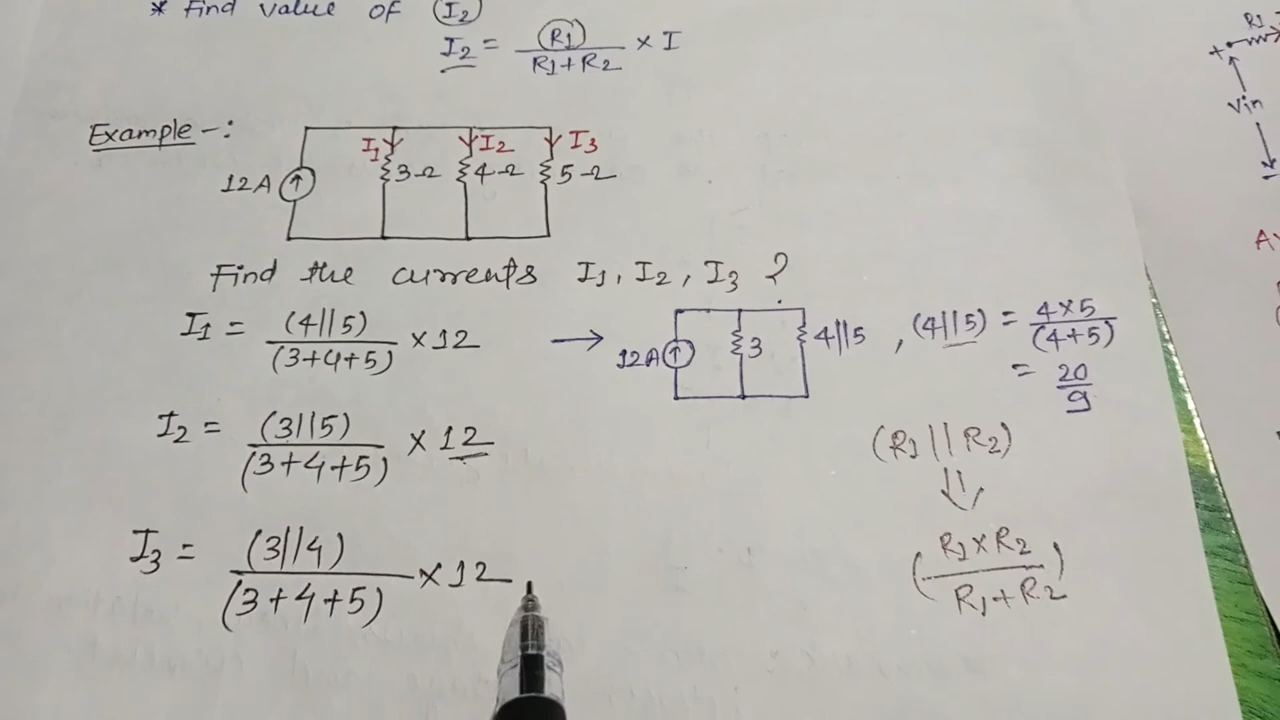 * Find value of I2
I2 = R1 / R1+R2 × I
Example -:
I1 I2 I3
12A 3Ω 4Ω 5Ω
Find the currents I1, I2, I3 ?
I1 = (4||5) / (3+4+5) × 12 → 12A 3 4||5 , (4||5) = 4×5 / (4+5)
= 20 / 9
I2 = (3||5) / (3+4+5) × 12
(R1 || R2)
⇓
I3 = (3||4) / (3+4+5) × 12
(R1×R2 / R1+R2)
R1
+
Vin
-